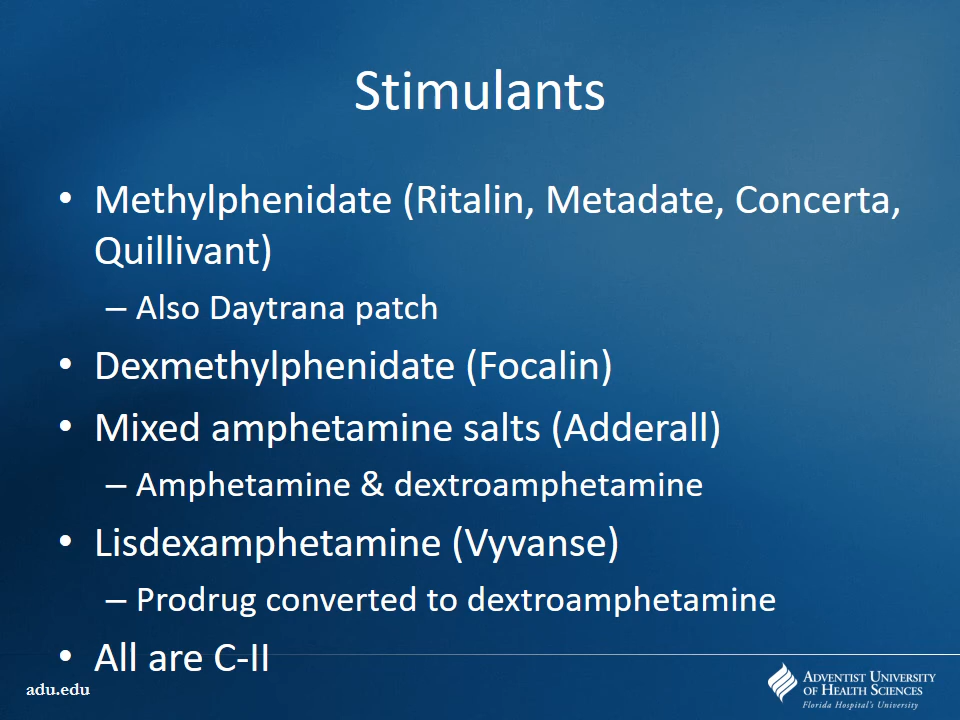 Stimulants
• Methylphenidate (Ritalin, Metadate, Concerta,
Quillivant)
– Also Daytrana patch
• Dexmethylphenidate (Focalin)
• Mixed amphetamine salts (Adderall)
– Amphetamine & dextroamphetamine
• Lisdexamphetamine (Vyvanse)
– Prodrug converted to dextroamphetamine
• All are C-II
adu.edu
ADVENTIST UNIVERSITY
OF HEALTH SCIENCES
Florida Hospital's University